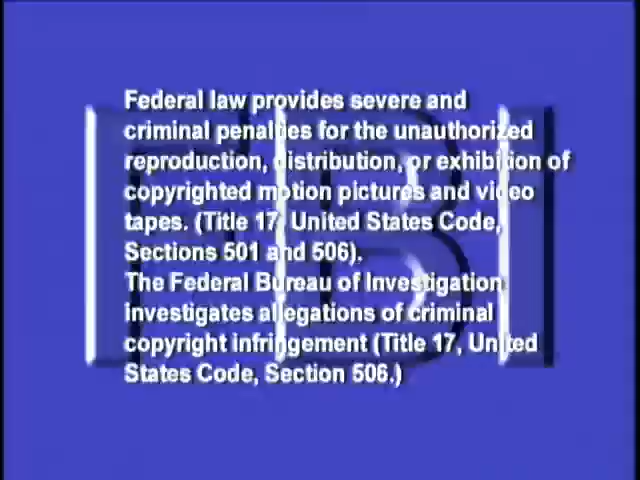 Federal law provides severe and
criminal penalties for the unauthorized
reproduction, distribution, or exhibition of
copyrighted motion pictures and video
tapes. (Title 17, United States Code,
Sections 501 and 506).
The Federal Bureau of Investigation
investigates allegations of criminal
copyright infringement (Title 17, United
States Code, Section 506.)
FBI